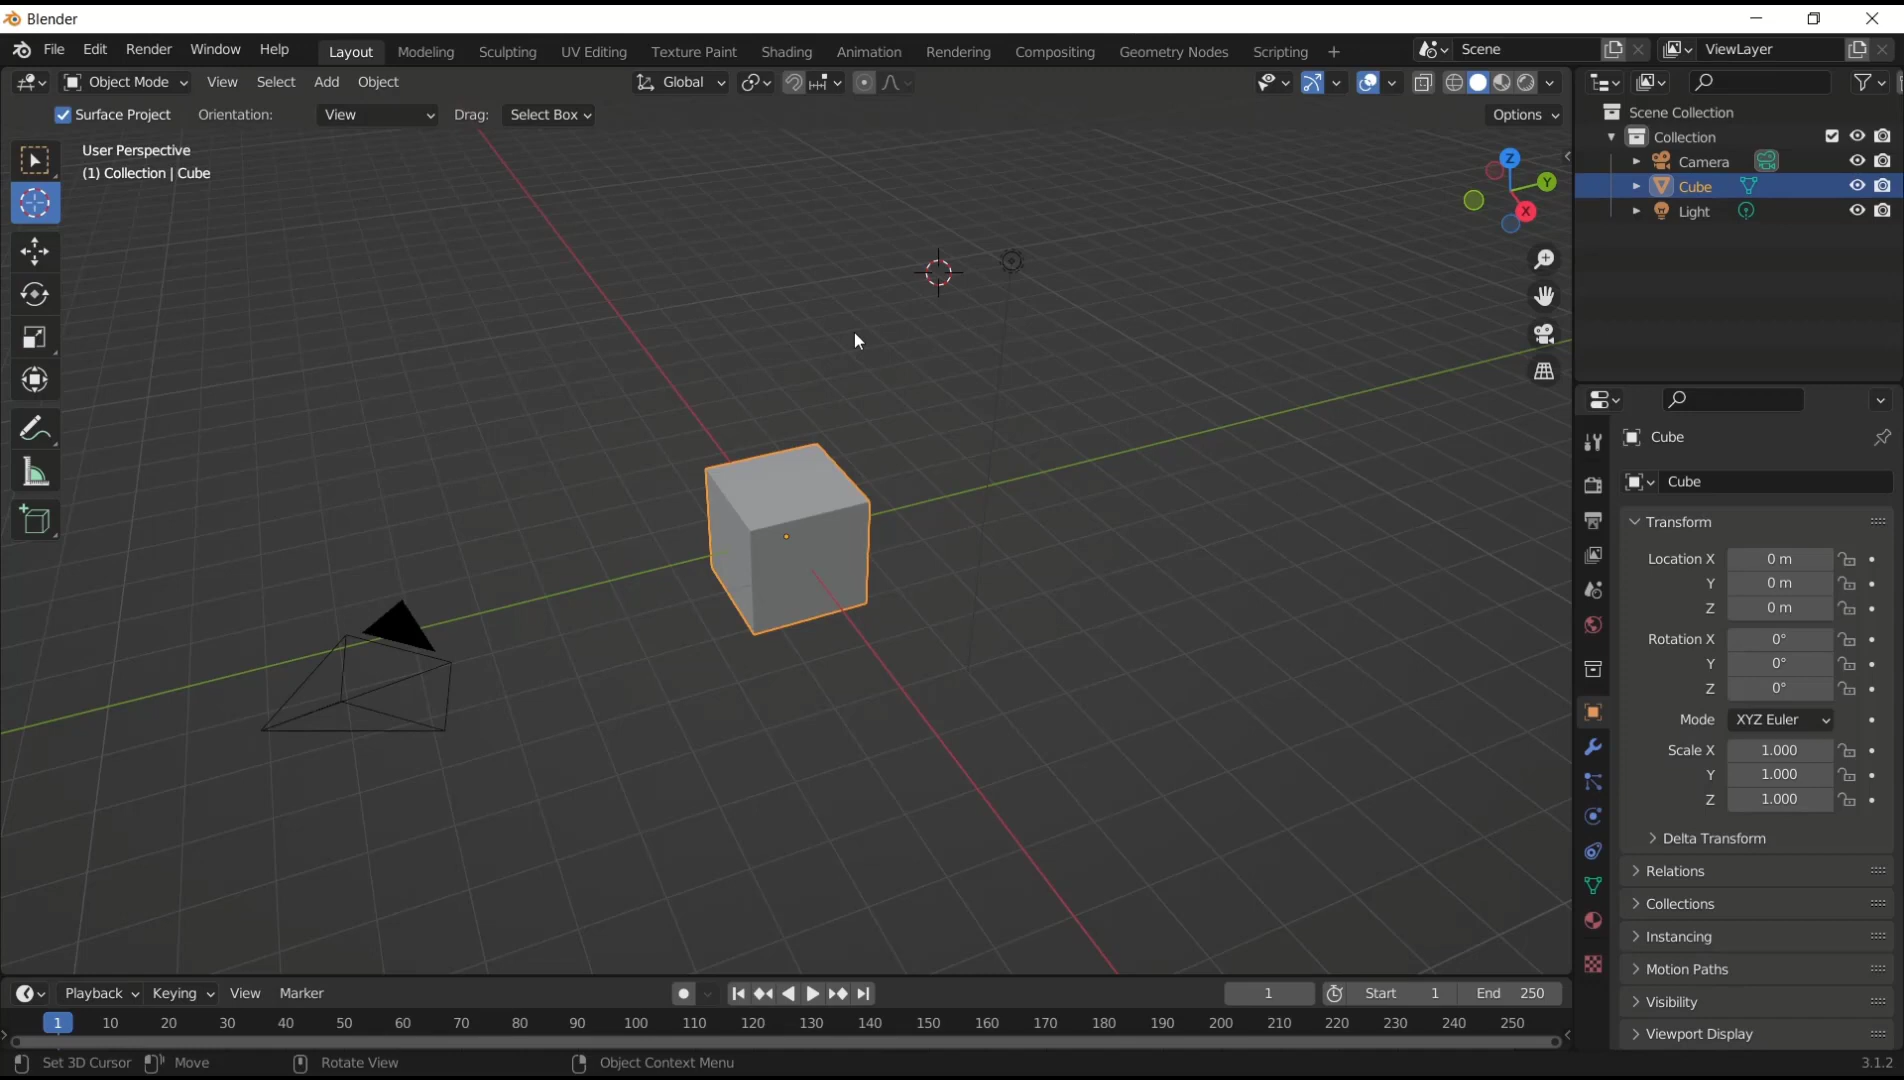 Blender
File Edit Render Window Help Layout Modeling Sculpting UV Editing Texture Paint Shading Animation Rendering Compositing Geometry Nodes Scripting + Scene ViewLayer
Object Mode View Select Add Object Global
Surface Project Orientation: View Drag: Select Box Options
User Perspective
(1) Collection | Cube
Z
Y
X
Scene Collection
Collection
Camera
Cube
Light
Cube
Cube
Transform
Location X 0 m
Y 0 m
Z 0 m
Rotation X 0°
Y 0°
Z 0°
Mode XYZ Euler
Scale X 1.000
Y 1.000
Z 1.000
Delta Transform
Relations
Collections
Instancing
Motion Paths
Visibility
Viewport Display
Playback Keying View Marker 1 Start 1 End 250
1 10 20 30 40 50 60 70 80 90 100 110 120 130 140 150 160 170 180 190 200 210 220 230 240 250
Set 3D Cursor Move Rotate View Object Context Menu 3.1.2